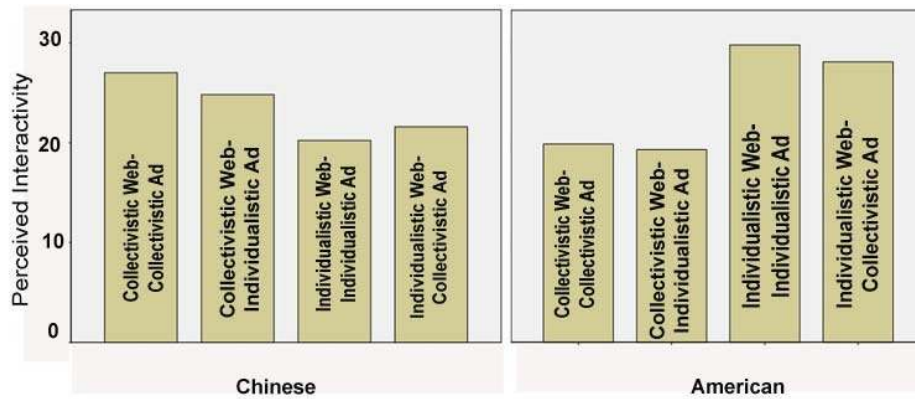 Perceived Interactivity
30
20
10
0
Collectivistic Web-
Collectivistic Ad
Collectivistic Web-
Individualistic Ad
Individualistic Web-
Individualistic Ad
Individualistic Web-
Collectivistic Ad
Chinese
Collectivistic Web-
Collectivistic Ad
Collectivistic Web-
Individualistic Ad
Individualistic Web-
Individualistic Ad
Individualistic Web-
Collectivistic Ad
American